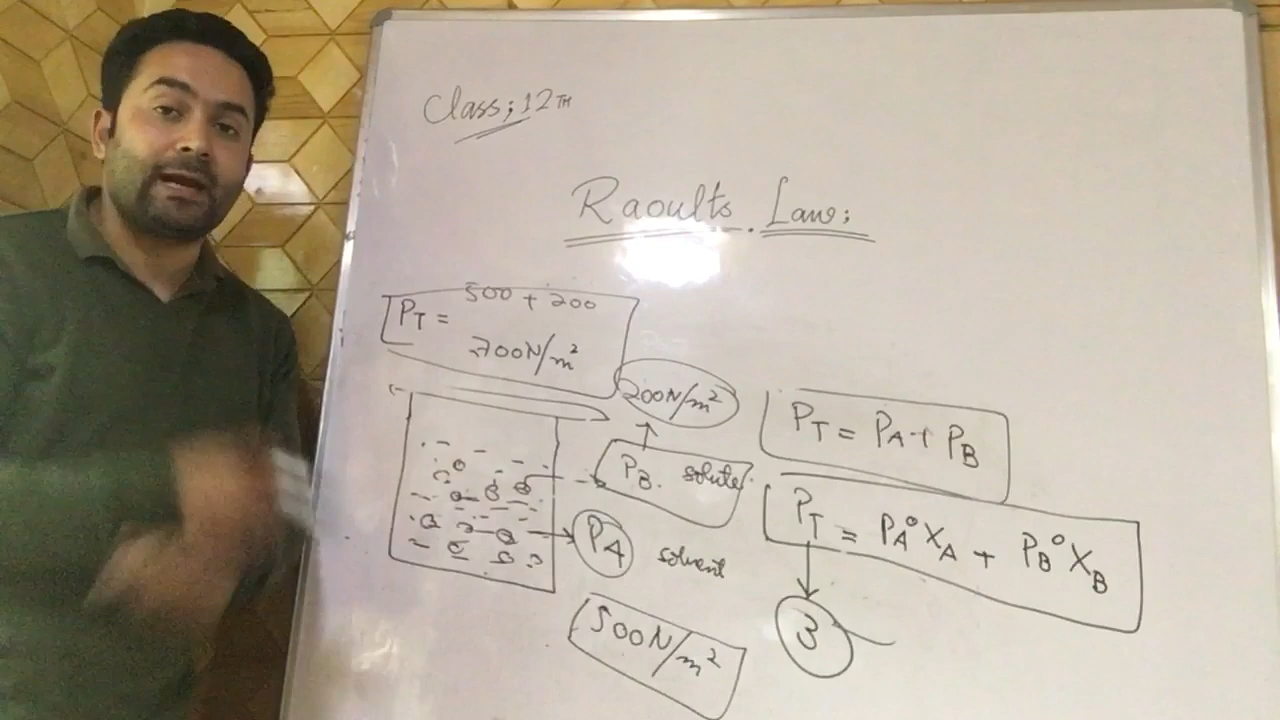 Class; 12TH
Raoults Law;
PT = 500 + 200
700N/m²
200N/m²
PT = PA + PB
PB. solute.
PT = PA°XA + PB°XB
PA solvent
3
500N/m²